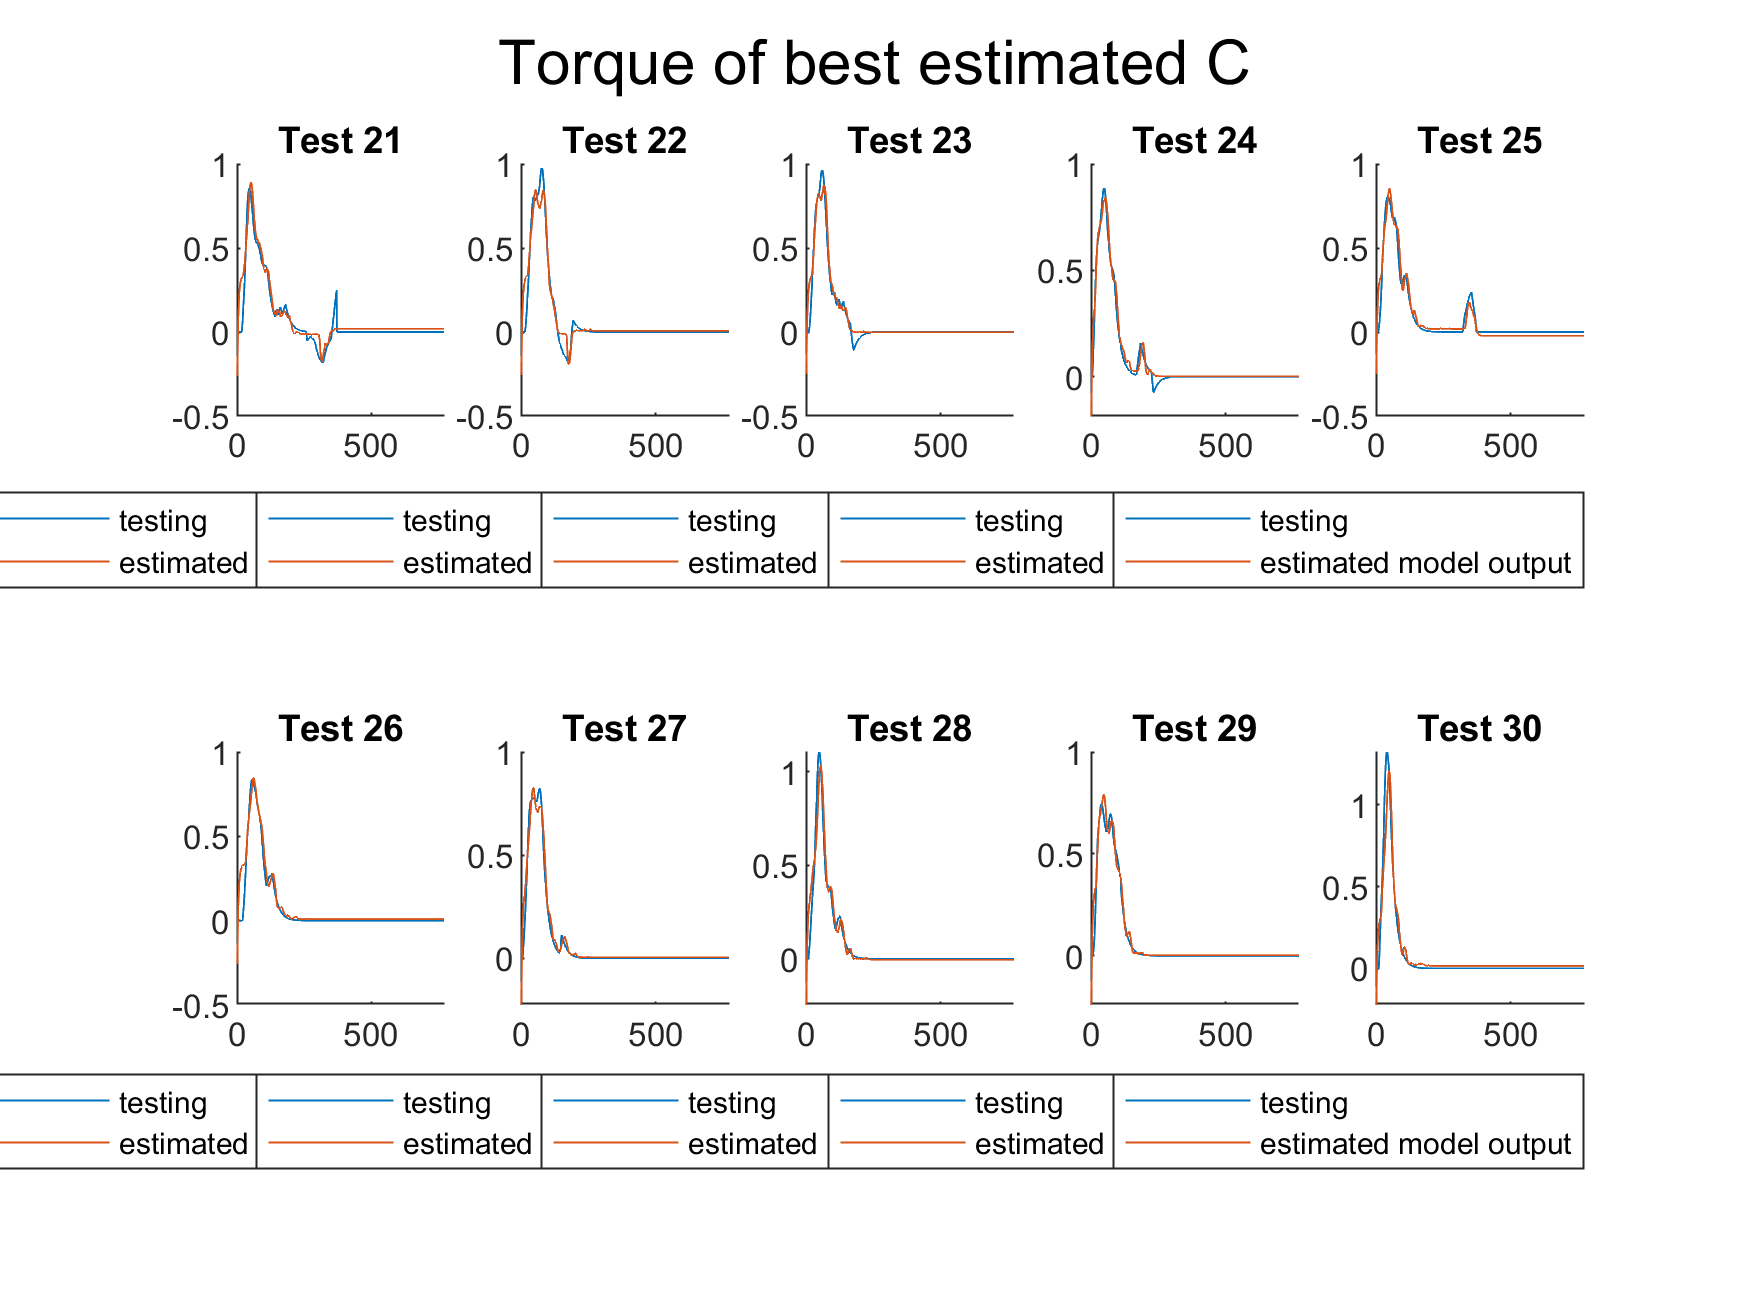 Torque of best estimated C
Test 21 Test 22 Test 23 Test 24 Test 25
1 1 1 1 1
0.5 0.5 0.5 0.5 0.5
0 0 0 0 0
-0.5 -0.5 -0.5 -0.5
0 500 0 500 0 500 0 500 0 500
testing testing testing testing testing
estimated estimated estimated estimated estimated model output
Test 26 Test 27 Test 28 Test 29 Test 30
1 1 1 1 1
0.5 0.5 0.5 0.5 0.5
0 0 0 0 0
-0.5
0 500 0 500 0 500 0 500 0 500
testing testing testing testing testing
estimated estimated estimated estimated estimated model output